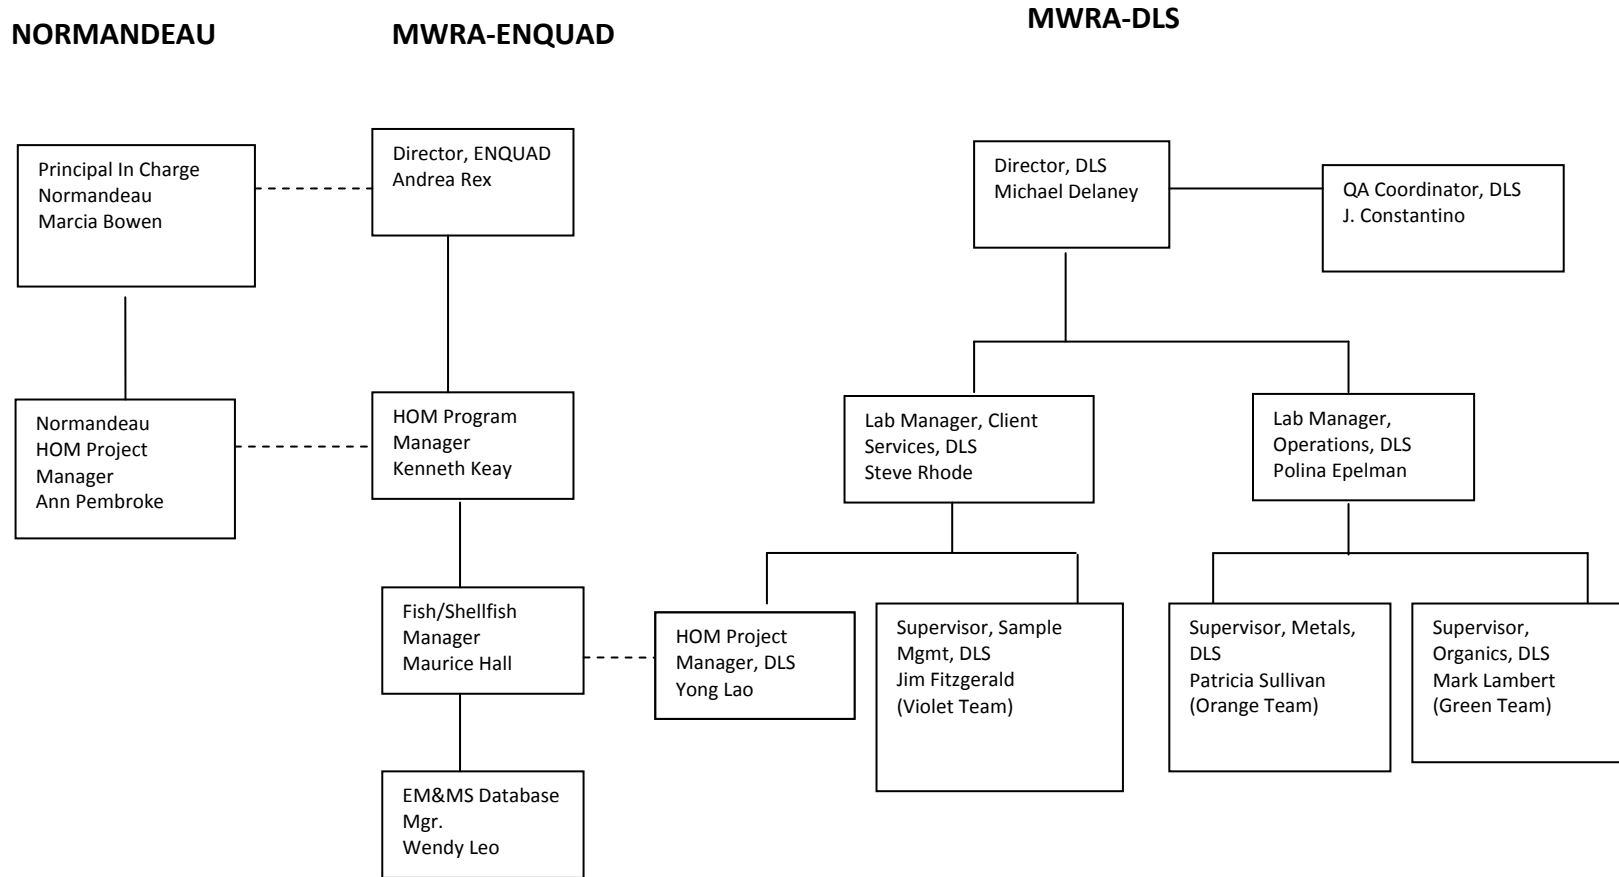 NORMANDEAU
MWRA-ENQUAD
MWRA-DLS
Principal In Charge
Normandeau
Marcia Bowen
Director, ENQUAD
Andrea Rex
Director, DLS
Michael Delaney
QA Coordinator, DLS
J. Constantino
Normandeau
HOM Project
Manager
Ann Pembroke
HOM Program
Manager
Kenneth Keay
Lab Manager, Client
Services, DLS
Steve Rhode
Lab Manager,
Operations, DLS
Polina Epelman
Fish/Shellfish
Manager
Maurice Hall
HOM Project
Manager, DLS
Yong Lao
Supervisor, Sample
Mgmt, DLS
Jim Fitzgerald
(Violet Team)
Supervisor, Metals,
DLS
Patricia Sullivan
(Orange Team)
Supervisor,
Organics, DLS
Mark Lambert
(Green Team)
EM&MS Database
Mgr.
Wendy Leo